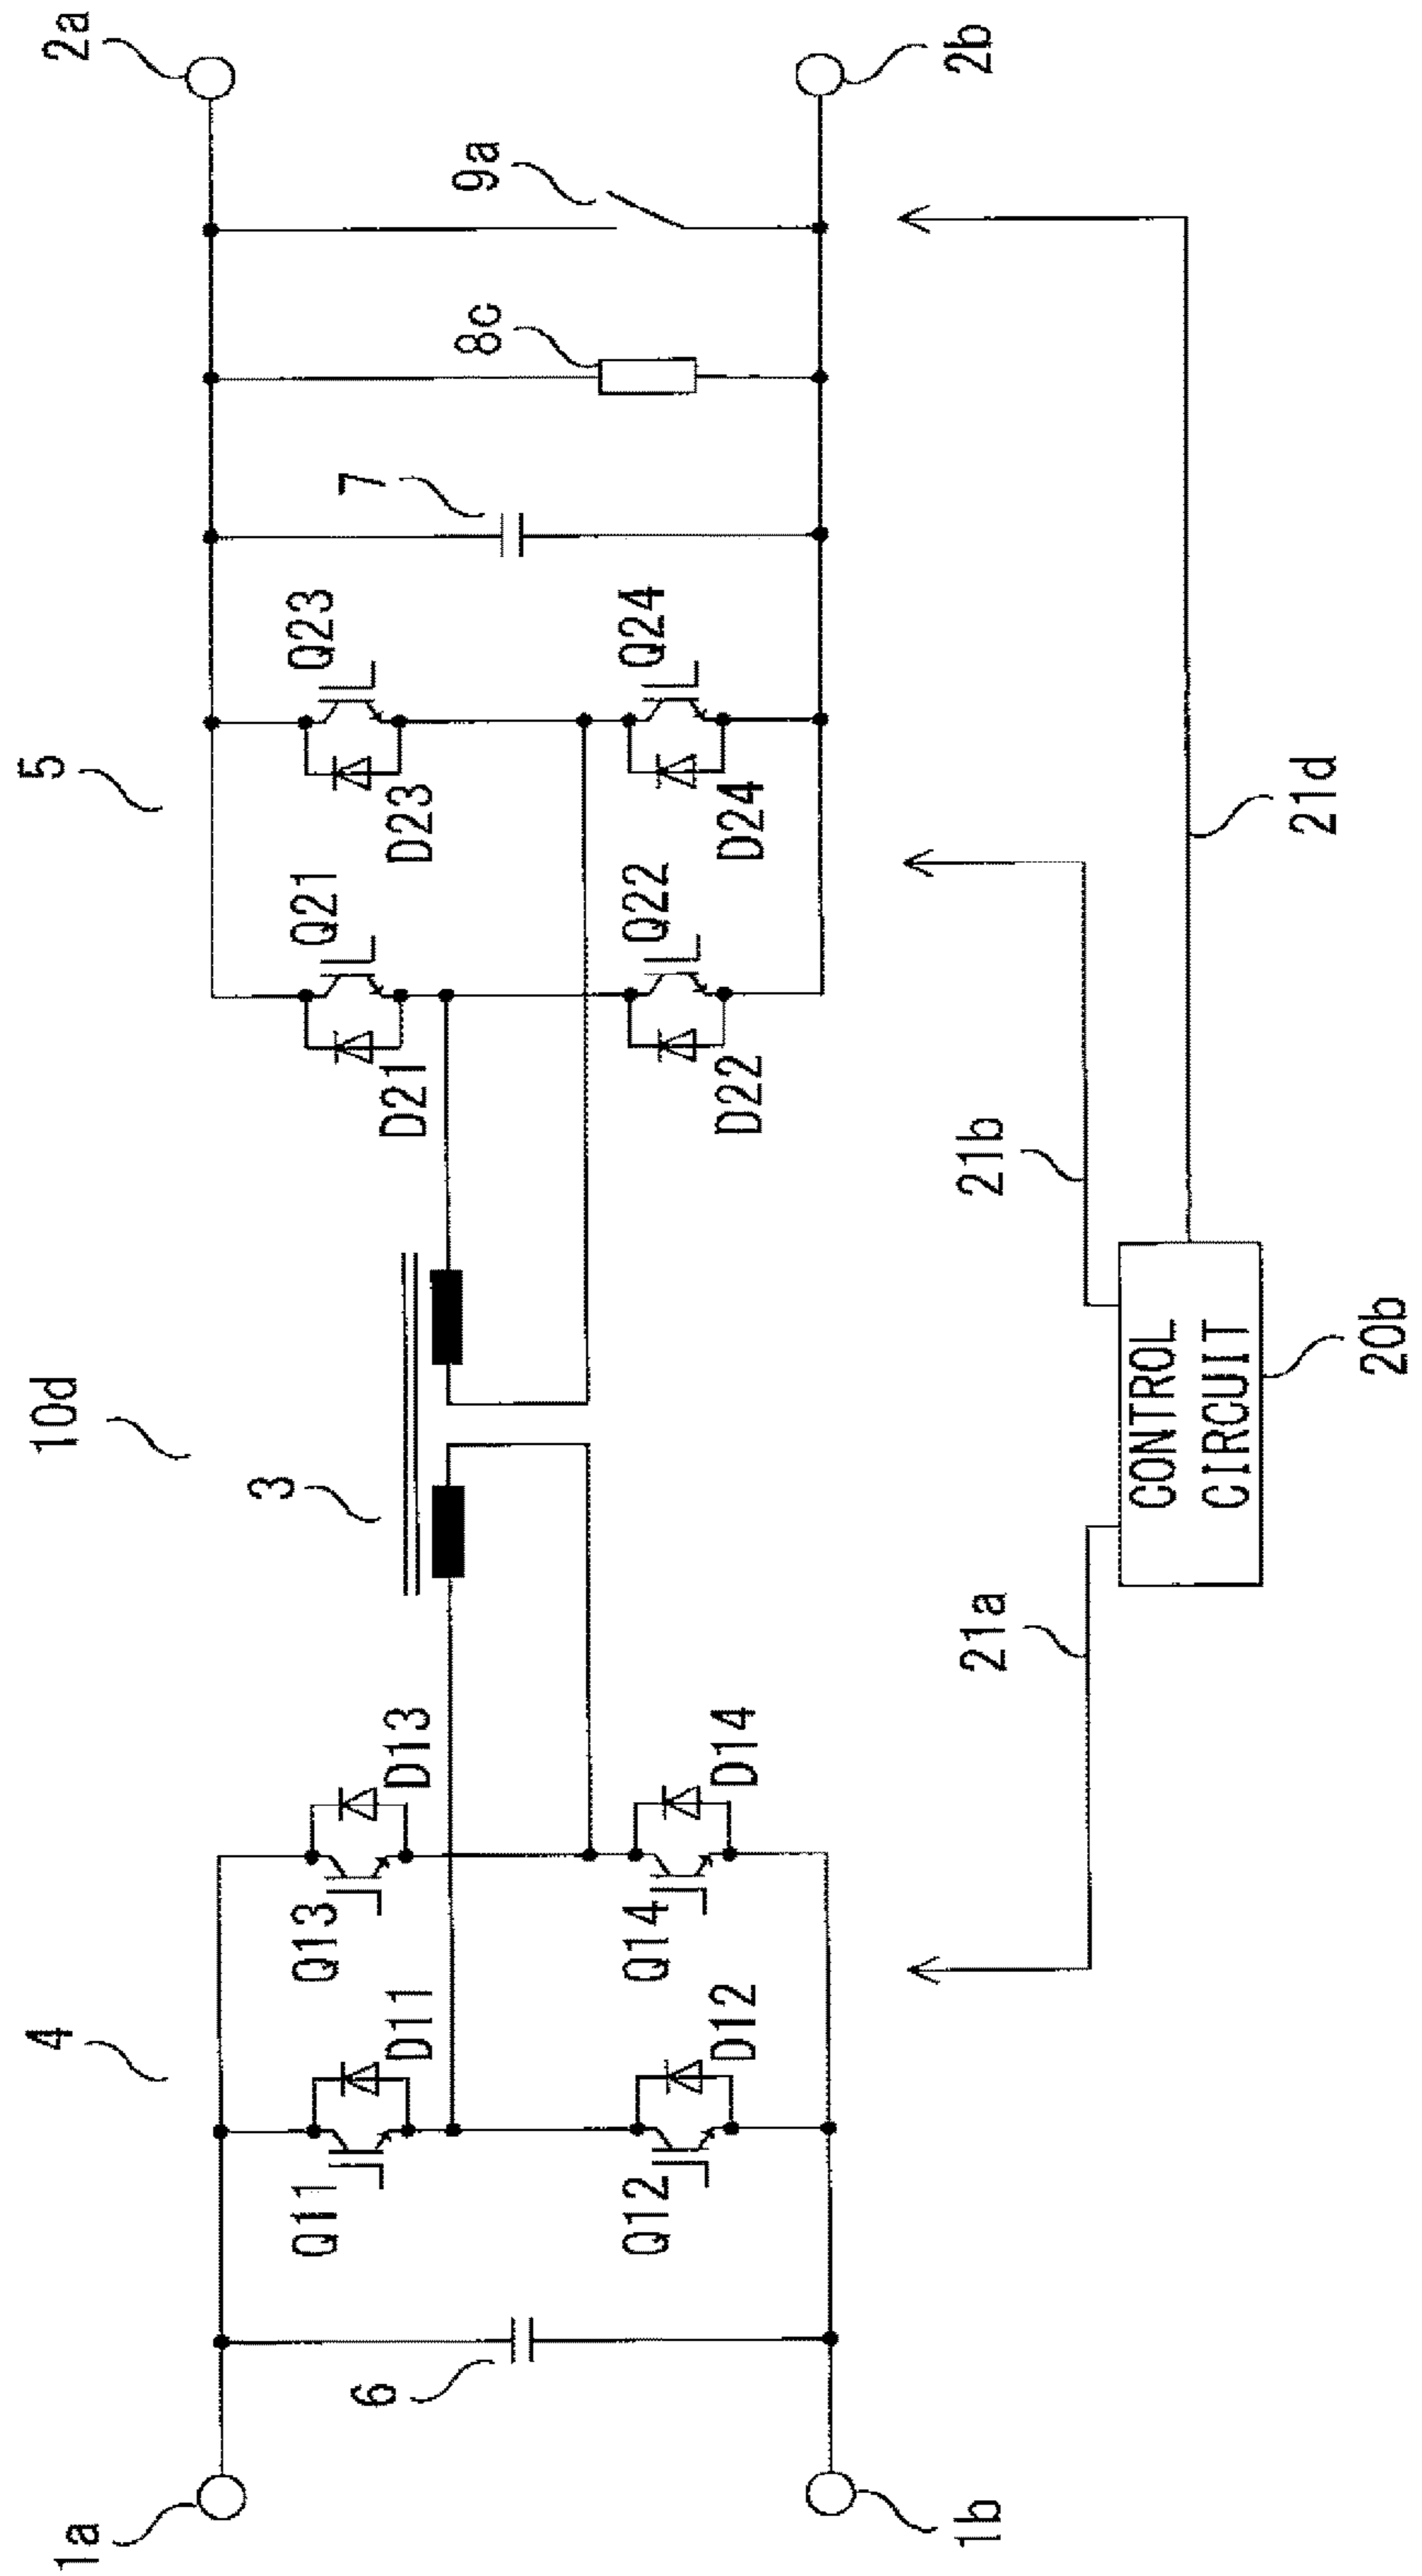 10d
4
5
1a
2a
Q11
D11
Q13
D13
3
D21
Q21
D23
Q23
6
7
8c
9a
Q12
D12
Q14
D14
D22
Q22
D24
Q24
1b
2b
21a
21b
21d
CONTROL
CIRCUIT
20b